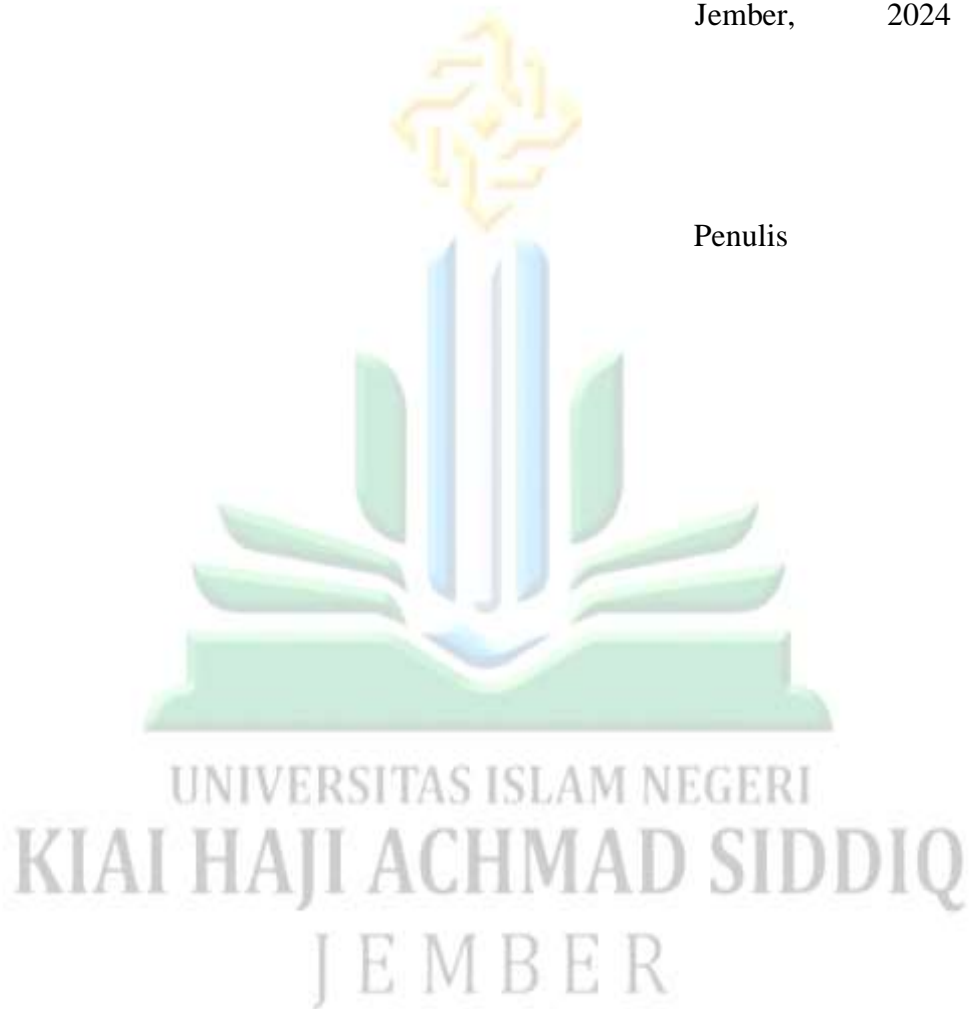 Jember, 2024
Penulis
UNIVERSITAS ISLAM NEGERI
KIAI HAJI ACHMAD SIDDIQ
JEMBER